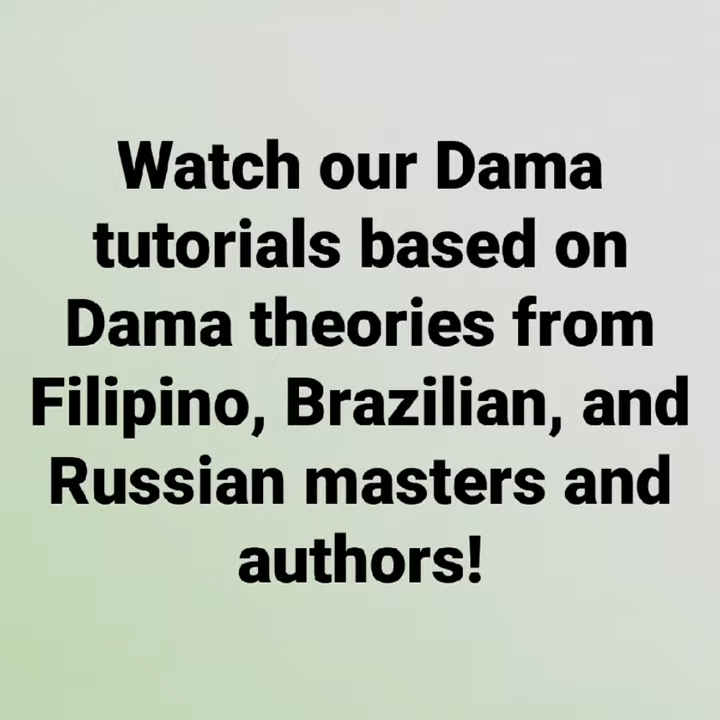 Watch our Dama
tutorials based on
Dama theories from
Filipino, Brazilian, and
Russian masters and
authors!